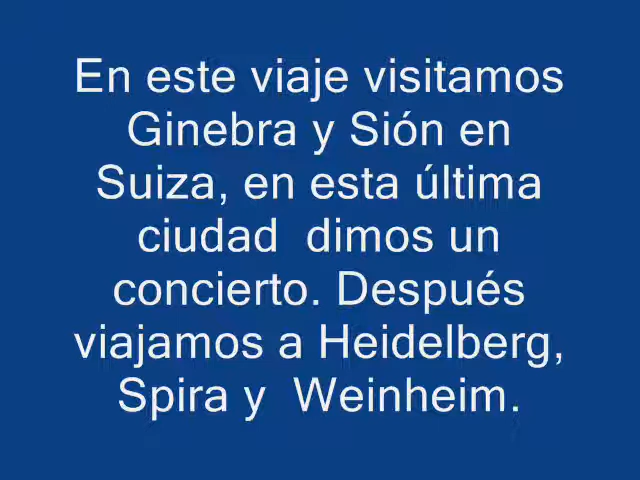 En este viaje visitamos
Ginebra y Sión en
Suiza, en esta última
ciudad  dimos un
concierto. Después
viajamos a Heidelberg,
Spira y  Weinheim.